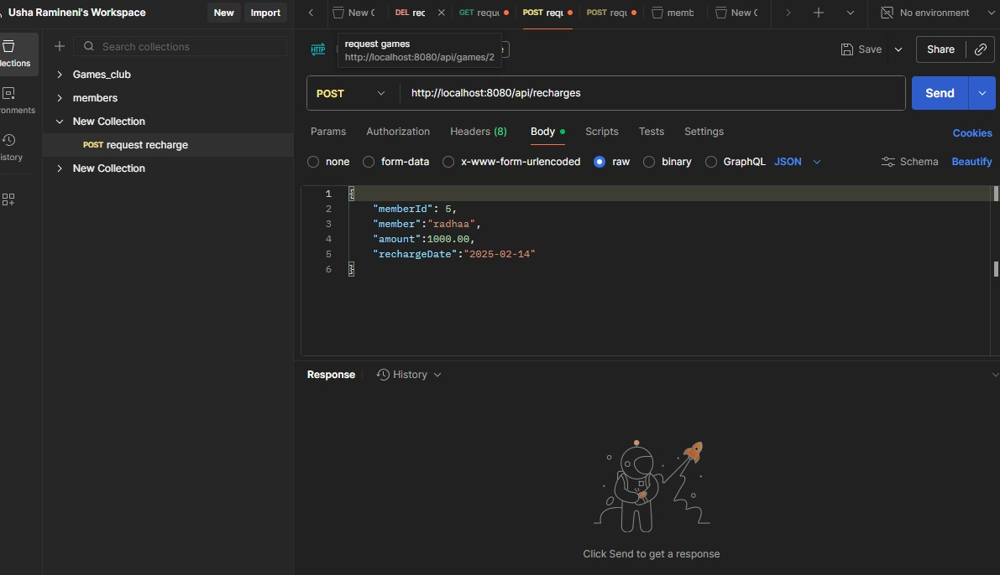 Usha Ramineni's Workspace New Import
New C DEL rec GET requ POST requ POST requ memb New C No environment
Search collections
lections
ronments
istory
Games_club
members
New Collection
POST request recharge
New Collection
HTTP
request games
http://localhost:8080/api/games/2
Save Share
POST http://localhost:8080/api/recharges Send
Params Authorization Headers (8) Body Scripts Tests Settings Cookies
none form-data x-www-form-urlencoded raw binary GraphQL JSON Schema Beautify
1 {
2 "memberId": 5,
3 "member":"radhaa",
4 "amount":1000.00,
5 "rechargeDate":"2025-02-14"
6 }
Response History
Click Send to get a response